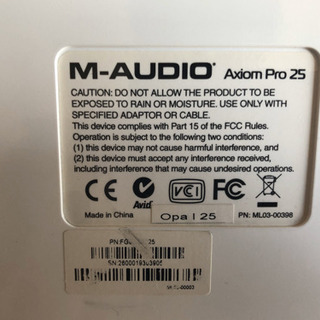 M-AUDIO Axiom Pro 25
CAUTION: DO NOT ALLOW THE PRODUCT TO BE
EXPOSED TO RAIN OR MOISTURE. USE ONLY WITH
SPECIFIED ADAPTOR OR CABLE.
This device complies with Part 15 of the FCC Rules.
Operation is subject to the following two conditions:
(1) this device may not cause harmful interference, and
(2) this device must accept any interference received,
including interference that may cause undesired operations.
CE Avid VCI
Made in China Opal 25 PN: ML03-00398
25